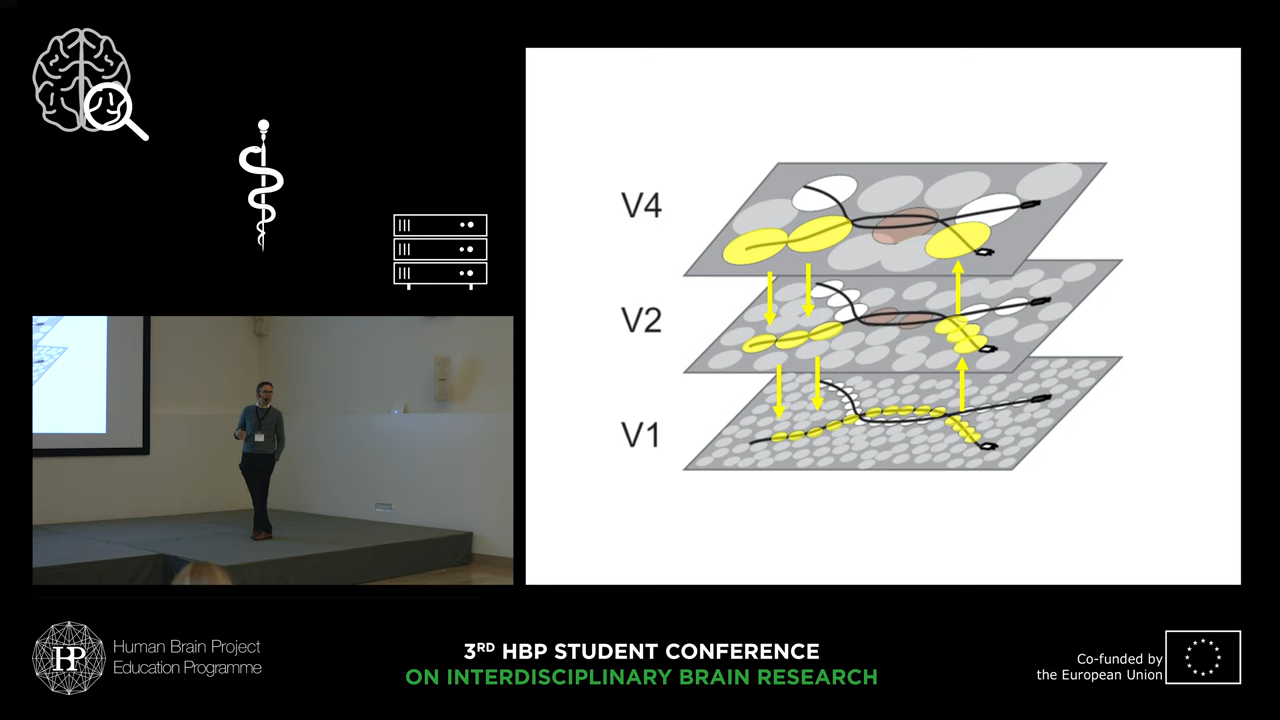 V4
V2
V1
HP
Human Brain Project
Education Programme
3RD HBP STUDENT CONFERENCE
ON INTERDISCIPLINARY BRAIN RESEARCH
Co-funded by
the European Union